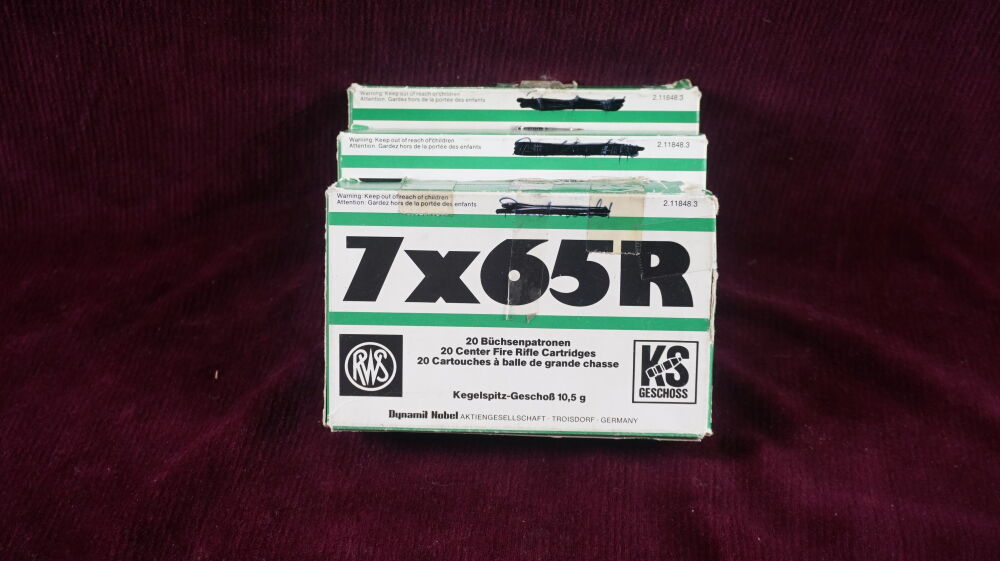 Warning: Keep out of reach of children
Attention: Gardez hors de la portée des enfants
2.11848.3
Warning: Keep out of reach of children
Attention: Gardez hors de la portée des enfants
2.11848.3
Warning: Keep out of reach of children
Attention: Gardez hors de la portée des enfants
2.11848.3
7x65R
20 Büchsenpatronen
20 Center Fire Rifle Cartridges
20 Cartouches à balle de grande chasse
RWS
KS
GESCHOSS
Kegelspitz-Geschoß 10,5 g
Dynamit Nobel AKTIENGESELLSCHAFT · TROISDORF · GERMANY